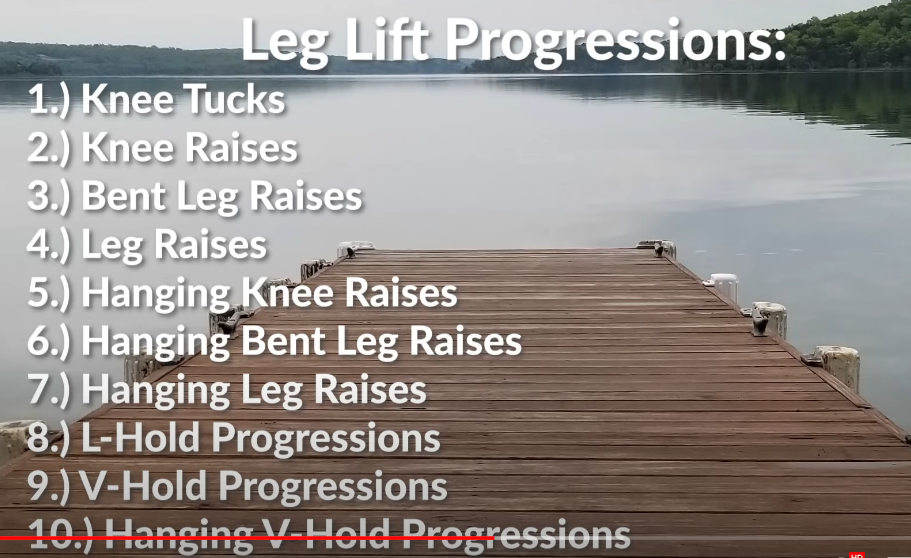 Leg Lift Progressions:
1.) Knee Tucks
2.) Knee Raises
3.) Bent Leg Raises
4.) Leg Raises
5.) Hanging Knee Raises
6.) Hanging Bent Leg Raises
7.) Hanging Leg Raises
8.) L-Hold Progressions
9.) V-Hold Progressions
10.) Hanging V-Hold Progressions
HD